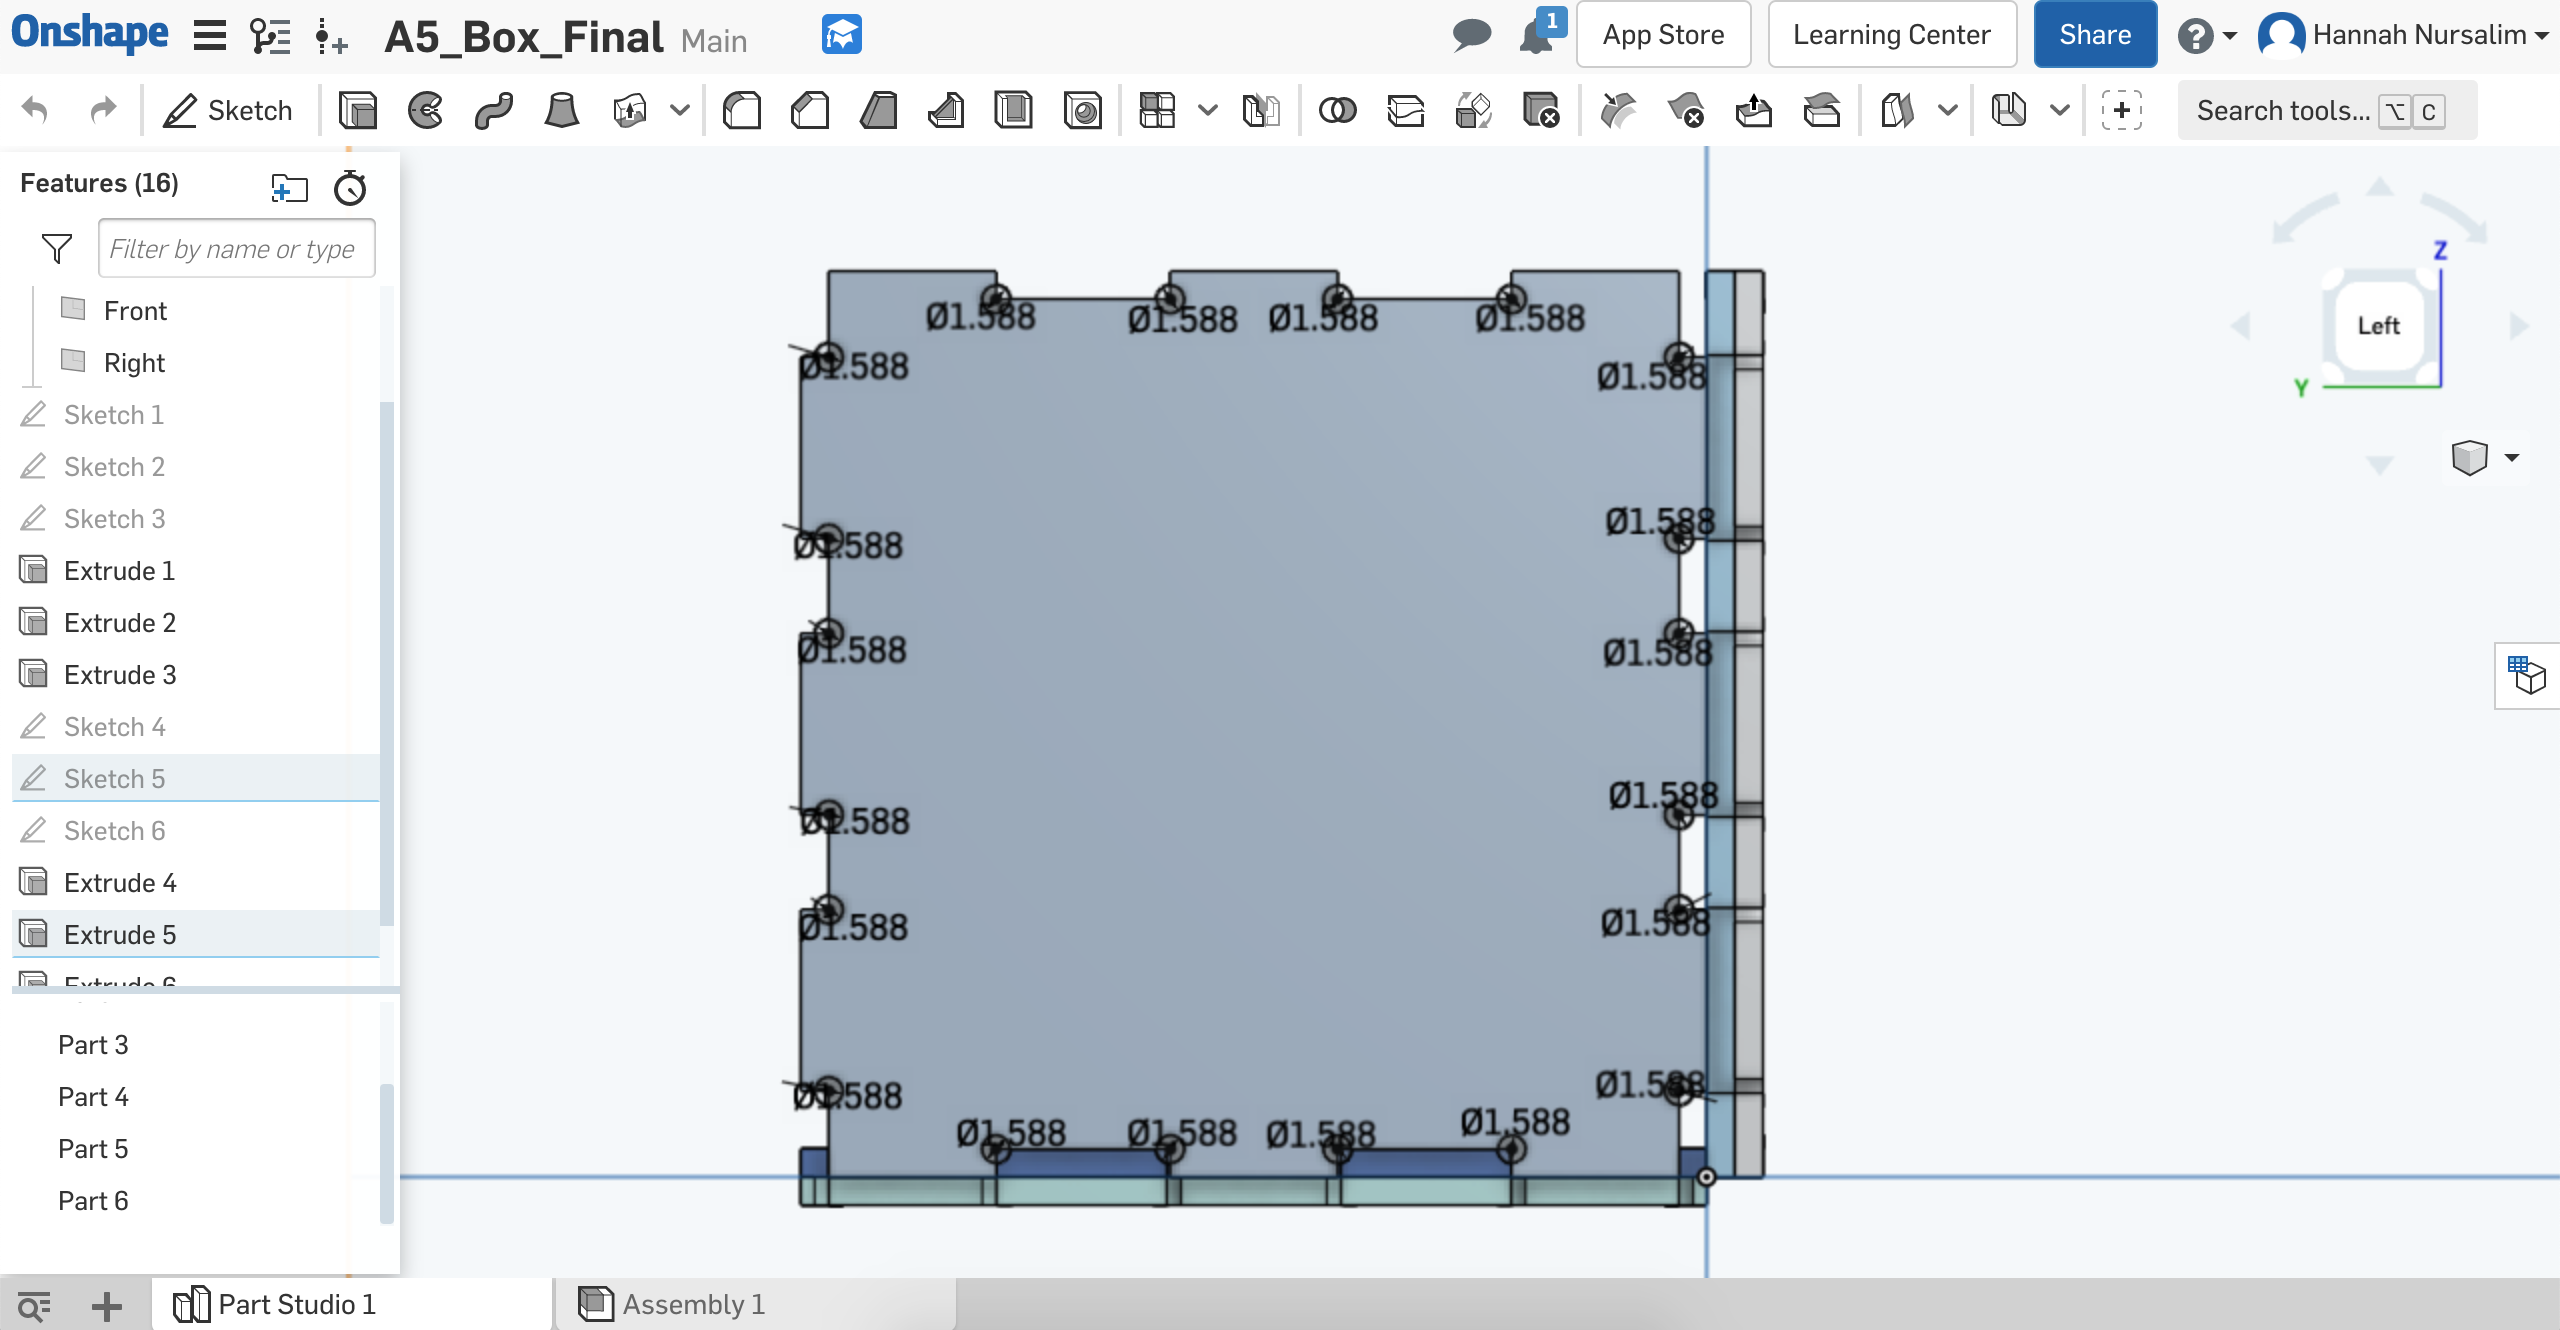 Onshape A5_Box_Final Main 1 App Store Learning Center Share ? Hannah Nursalim
Sketch Search tools... ⌥ C
Features (16)
Filter by name or type
Front
Right
Sketch 1
Sketch 2
Sketch 3
Extrude 1
Extrude 2
Extrude 3
Sketch 4
Sketch 5
Sketch 6
Extrude 4
Extrude 5
Extrude 6
Part 3
Part 4
Part 5
Part 6
Ø1.588 Ø1.588 Ø1.588 Ø1.588
Ø1.588 Ø1.588
Ø1.588 Ø1.588
Ø1.588 Ø1.588
Ø1.588 Ø1.588
Ø1.588 Ø1.588
Ø1.588 Ø1.588
Ø1.588 Ø1.588 Ø1.588 Ø1.588
Z
Left
Y
Part Studio 1 Assembly 1